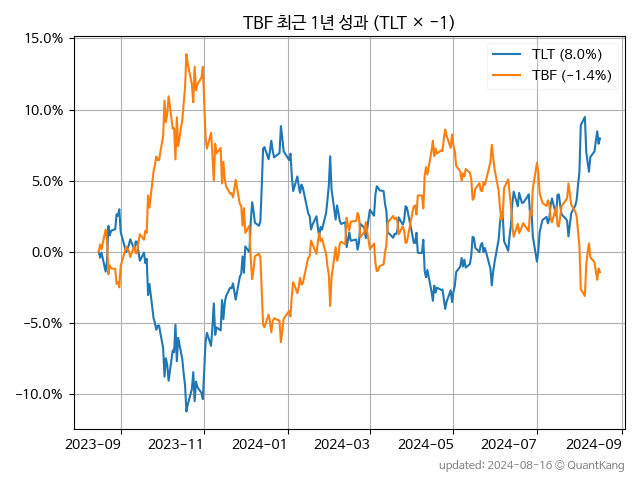 TBF 최근 1년 성과 (TLT × −1)
15.0%
10.0%
5.0%
0.0%
−5.0%
−10.0%
TLT (8.0%)
TBF (−1.4%)
2023-09 2023-11 2024-01 2024-03 2024-05 2024-07 2024-09
updated: 2024-08-16 © QuantKang